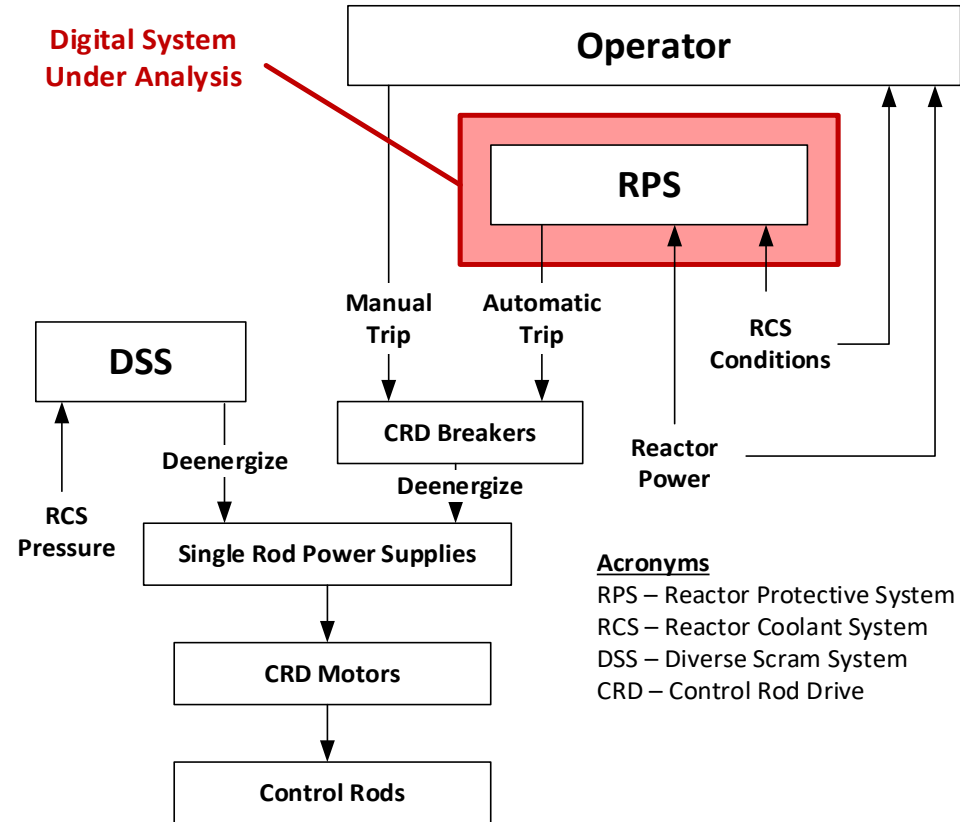 Digital System
Under Analysis
Operator
RPS
Manual
Trip
Automatic
Trip
RCS
Conditions
DSS
CRD Breakers
Reactor
Power
Deenergize
Deenergize
RCS
Pressure
Single Rod Power Supplies
CRD Motors
Control Rods
Acronyms
RPS – Reactor Protective System
RCS – Reactor Coolant System
DSS – Diverse Scram System
CRD – Control Rod Drive